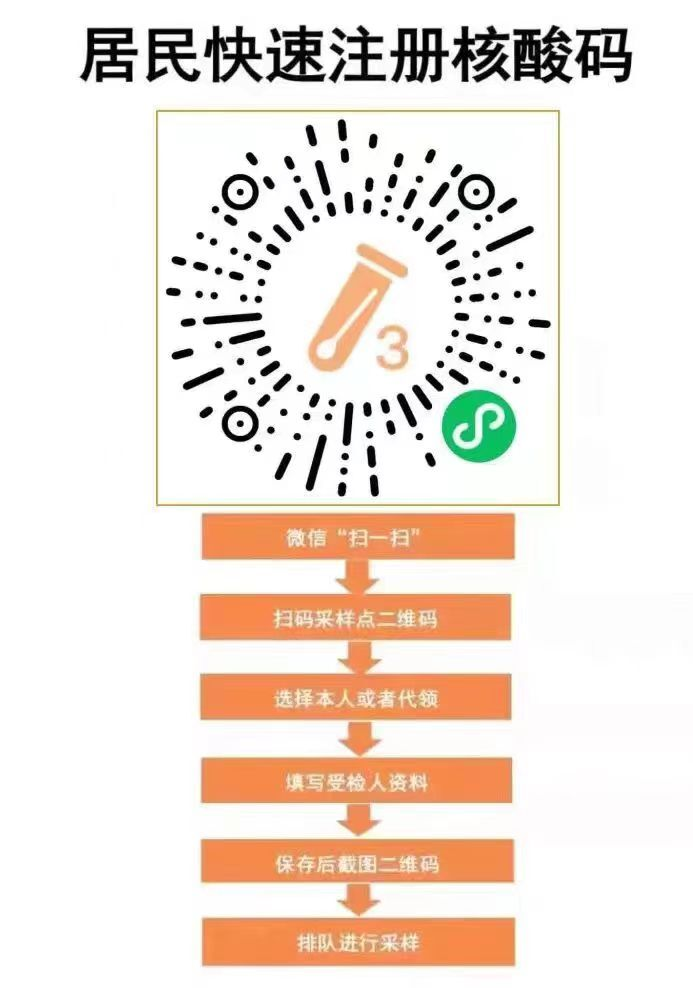 居民快速注册核酸码
3
微信“扫一扫”
扫码采样点二维码
选择本人或者代领
填写受检人资料
保存后截图二维码
排队进行采样